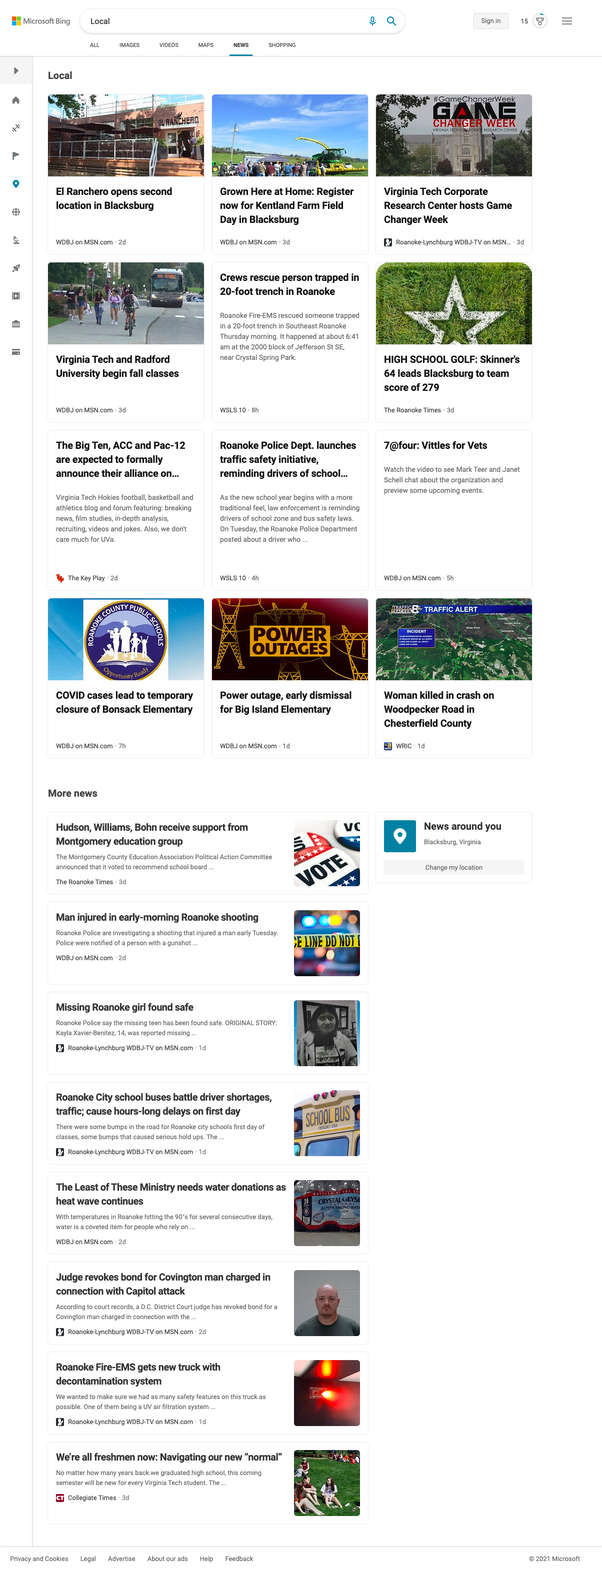 Microsoft Bing
Local
Sign in
15
ALL IMAGES VIDEOS MAPS NEWS SHOPPING
Local
EL RANCHERO
El Ranchero opens second
location in Blacksburg
WDBJ on MSN.com · 2d
Grown Here at Home: Register
now for Kentland Farm Field
Day in Blacksburg
WDBJ on MSN.com · 3d
#GameChangerWeek
GAME
CHANGER WEEK
VIRGINIA TECH CORPORATE RESEARCH CENTER
Virginia Tech Corporate
Research Center hosts Game
Changer Week
Roanoke-Lynchburg WDBJ-TV on MSN... · 3d
Virginia Tech and Radford
University begin fall classes
WDBJ on MSN.com · 3d
Crews rescue person trapped in
20-foot trench in Roanoke
Roanoke Fire-EMS rescued someone trapped
in a 20-foot trench in Southeast Roanoke
Thursday morning. It happened at about 6:41
am at the 2000 block of Jefferson St SE,
near Crystal Spring Park.
WSLS 10 · 8h
HIGH SCHOOL GOLF: Skinner's
64 leads Blacksburg to team
score of 279
The Roanoke Times · 3d
The Big Ten, ACC and Pac-12
are expected to formally
announce their alliance on...
Virginia Tech Hokies football, basketball and
athletics blog and forum featuring: breaking
news, film studies, in-depth analysis,
recruiting, videos and jokes. Also, we don't
care much for UVa.
The Key Play · 2d
Roanoke Police Dept. launches
traffic safety initiative,
reminding drivers of school...
As the new school year begins with a more
traditional feel, law enforcement is reminding
drivers of school zone and bus safety laws.
On Tuesday, the Roanoke Police Department
posted about a driver who ...
WSLS 10 · 4h
7@four: Vittles for Vets
Watch the video to see Mark Teer and Janet
Schell chat about the organization and
preview some upcoming events.
WDBJ on MSN.com · 5h
ROANOKE COUNTY PUBLIC SCHOOLS
Opportunity Ready
COVID cases lead to temporary
closure of Bonsack Elementary
WDBJ on MSN.com · 7h
POWER
OUTAGES
Power outage, early dismissal
for Big Island Elementary
WDBJ on MSN.com · 1d
TRAFFIC 8 TRAFFIC ALERT
INCIDENT
Woman killed in crash on
Woodpecker Road in
Chesterfield County
WRIC · 1d
More news
Hudson, Williams, Bohn receive support from
Montgomery education group
The Montgomery County Education Association Political Action Committee
announced that it voted to recommend school board ...
The Roanoke Times · 3d
VOTE
News around you
Blacksburg, Virginia
Change my location
Man injured in early-morning Roanoke shooting
Roanoke Police are investigating a shooting that injured a man early Tuesday.
Police were notified of a person with a gunshot ...
WDBJ on MSN.com · 2d
CE LINE DO NOT
Missing Roanoke girl found safe
Roanoke Police say the missing teen has been found safe. ORIGINAL STORY:
Kayla Xavier-Benitez, 14, was reported missing ...
Roanoke-Lynchburg WDBJ-TV on MSN.com · 1d
Roanoke City school buses battle driver shortages,
traffic; cause hours-long delays on first day
There were some bumps in the road for Roanoke city schools first day of
classes, some bumps that caused serious hold ups. The ...
Roanoke-Lynchburg WDBJ-TV on MSN.com · 1d
SCHOOL BUS
The Least of These Ministry needs water donations as
heat wave continues
With temperatures in Roanoke hitting the 90's for several consecutive days,
water is a coveted item for people who rely on ...
WDBJ on MSN.com · 2d
CRYSTAL GEYSE
Judge revokes bond for Covington man charged in
connection with Capitol attack
According to court records, a D.C. District Court judge has revoked bond for a
Covington man charged in connection with the ...
Roanoke-Lynchburg WDBJ-TV on MSN.com · 2d
Roanoke Fire-EMS gets new truck with
decontamination system
We wanted to make sure we had as many safety features on this truck as
possible. One of them being a UV air filtration system ...
Roanoke-Lynchburg WDBJ-TV on MSN.com · 1d
We're all freshmen now: Navigating our new “normal”
No matter how many years back we graduated high school, this coming
semester will be new for every Virginia Tech student. The ...
CT Collegiate Times · 3d
Privacy and Cookies Legal Advertise About our ads Help Feedback
© 2021 Microsoft